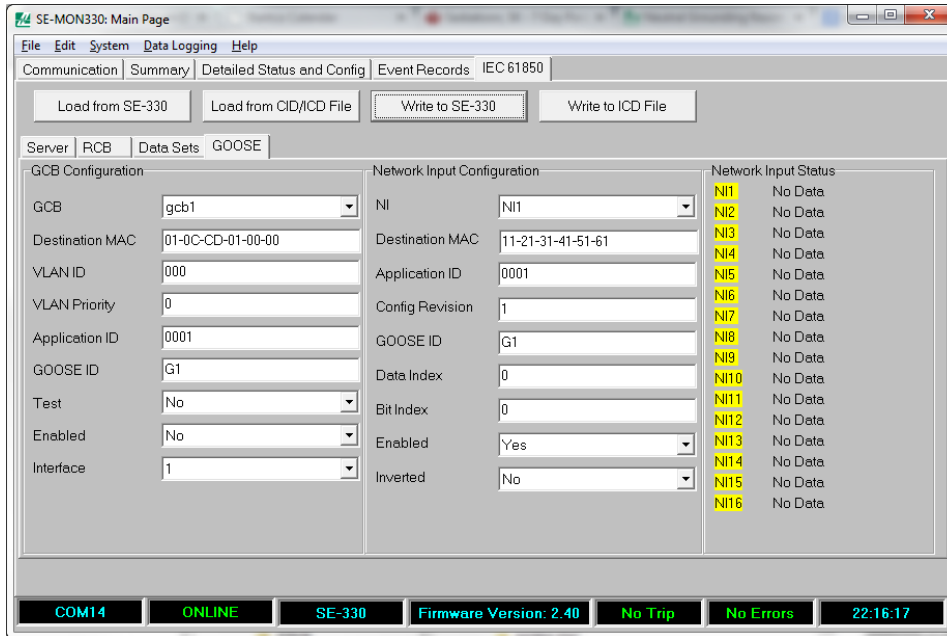 SE-MON330: Main Page
File Edit System Data Logging Help
Communication Summary Detailed Status and Config Event Records IEC 61850
Load from SE-330 Load from CID/ICD File Write to SE-330 Write to ICD File
Server RCB Data Sets GOOSE
GCB Configuration
GCB gcb1
Destination MAC 01-0C-CD-01-00-00
VLAN ID 000
VLAN Priority 0
Application ID 0001
GOOSE ID G1
Test No
Enabled No
Interface 1
Network Input Configuration
NI NI1
Destination MAC 11-21-31-41-51-61
Application ID 0001
Config Revision 1
GOOSE ID G1
Data Index 0
Bit Index 0
Enabled Yes
Inverted No
Network Input Status
NI1 No Data
NI2 No Data
NI3 No Data
NI4 No Data
NI5 No Data
NI6 No Data
NI7 No Data
NI8 No Data
NI9 No Data
NI10 No Data
NI11 No Data
NI12 No Data
NI13 No Data
NI14 No Data
NI15 No Data
NI16 No Data
COM14 ONLINE SE-330 Firmware Version: 2.40 No Trip No Errors 22:16:17